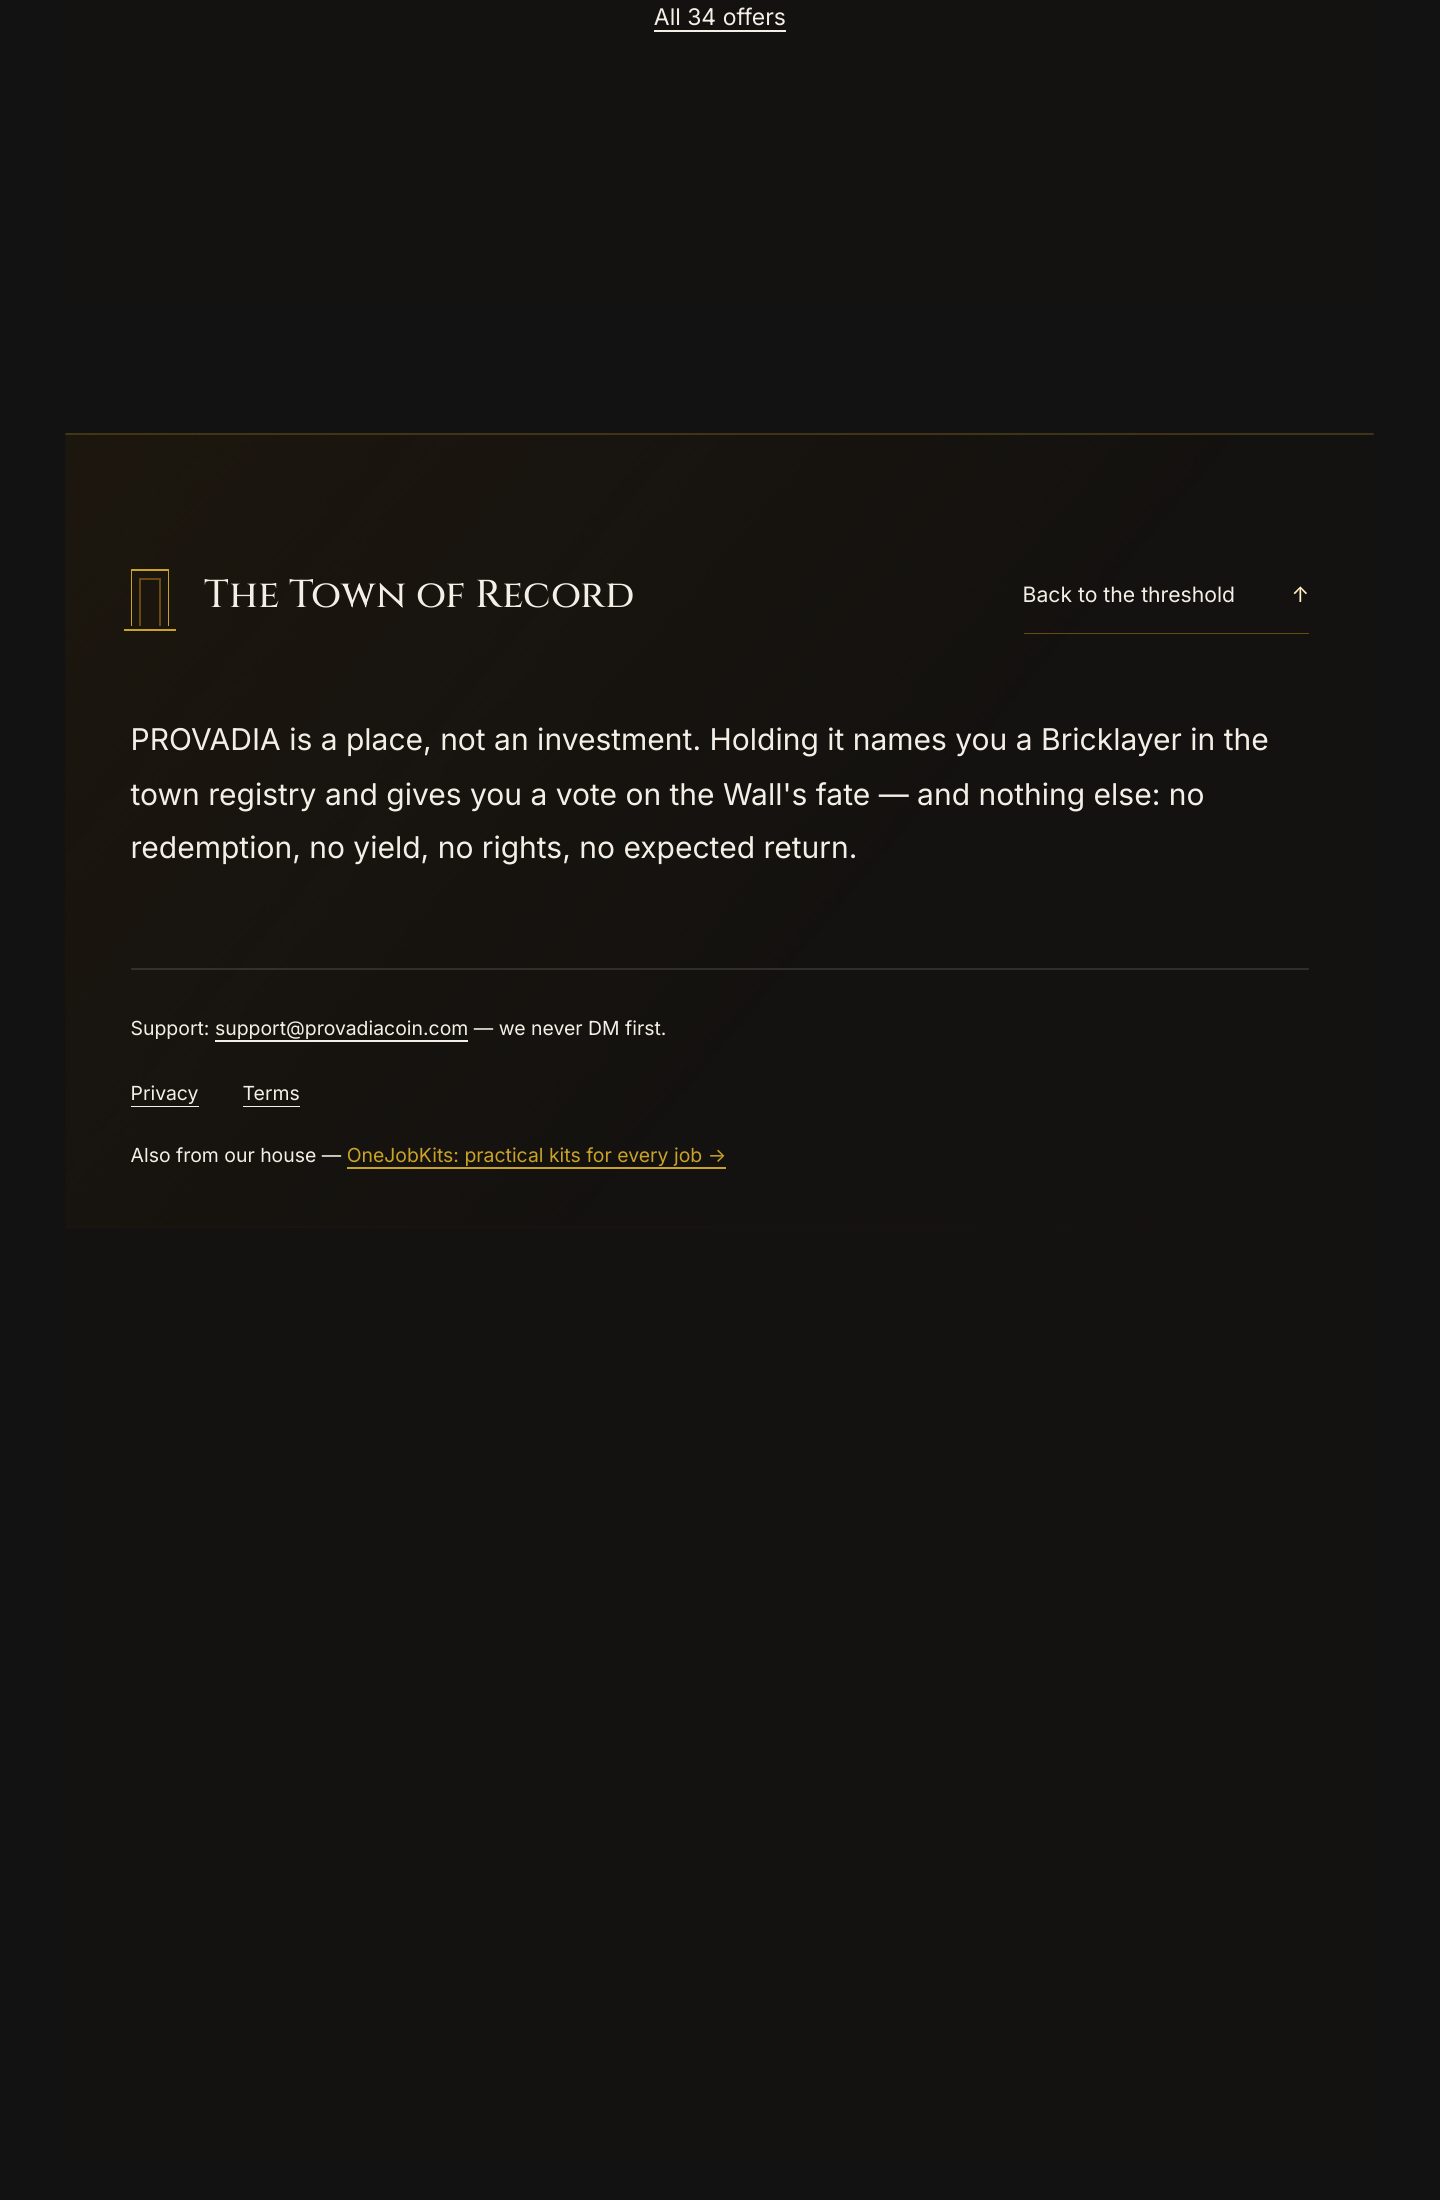 All 34 offers
The Town of Record
Back to the threshold ↑
PROVADIA is a place, not an investment. Holding it names you a Bricklayer in the
town registry and gives you a vote on the Wall's fate — and nothing else: no
redemption, no yield, no rights, no expected return.
Support: support@provadiacoin.com — we never DM first.
Privacy Terms
Also from our house — OneJobKits: practical kits for every job →